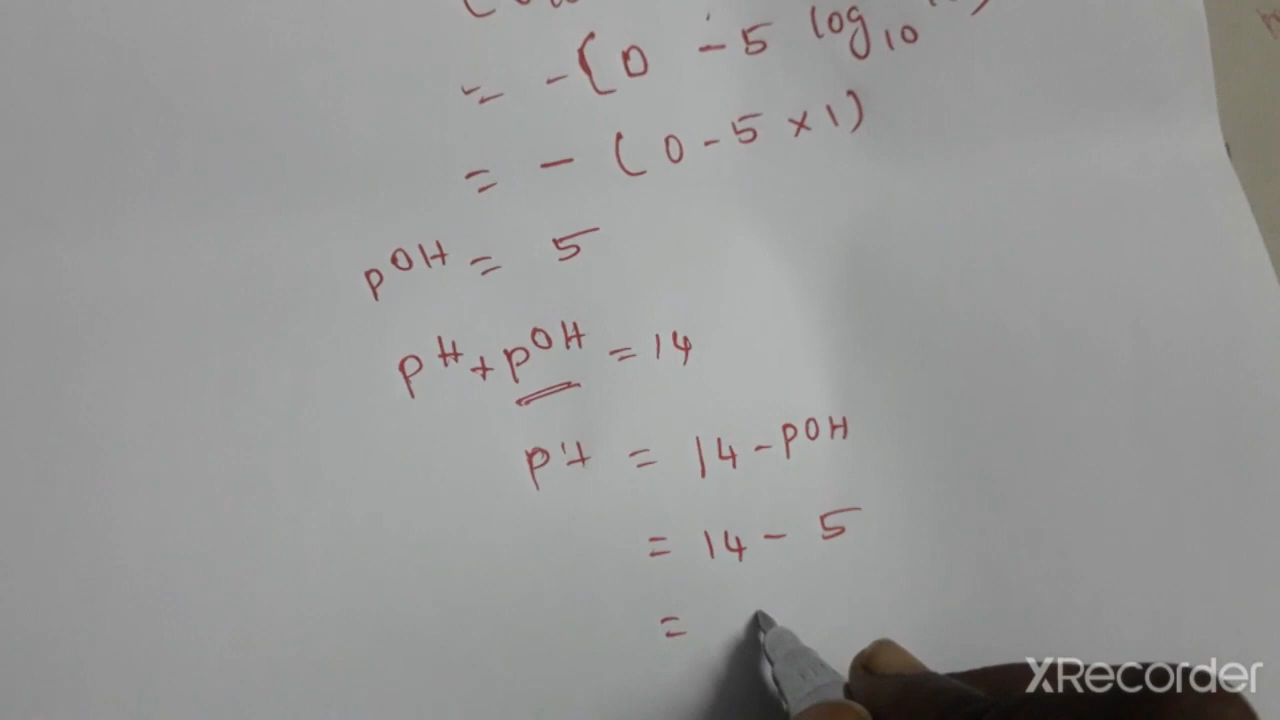 = -{0 - 5 log₁₀
= - (0 - 5 × 1)
pOH = 5
pH + pOH = 14
pH = 14 - pOH
= 14 - 5
=
XRecorder